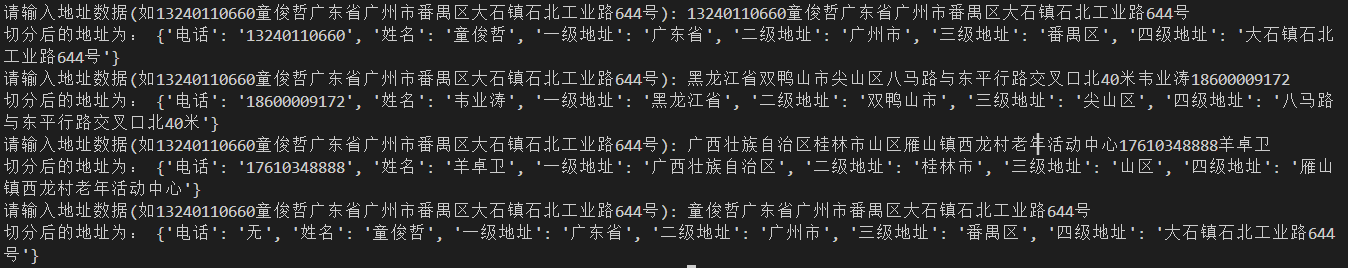 请输入地址数据(如13240110660童俊哲广东省广州市番禺区大石镇石北工业路644号): 13240110660童俊哲广东省广州市番禺区大石镇石北工业路644号
切分后的地址为： {'电话': '13240110660', '姓名': '童俊哲', '一级地址': '广东省', '二级地址': '广州市', '三级地址': '番禺区', '四级地址': '大石镇石北
工业路644号'}
请输入地址数据(如13240110660童俊哲广东省广州市番禺区大石镇石北工业路644号): 黑龙江省双鸭山市尖山区八马路与东平行路交叉口北40米韦业涛18600009172
切分后的地址为： {'电话': '18600009172', '姓名': '韦业涛', '一级地址': '黑龙江省', '二级地址': '双鸭山市', '三级地址': '尖山区', '四级地址': '八马路
与东平行路交叉口北40米'}
请输入地址数据(如13240110660童俊哲广东省广州市番禺区大石镇石北工业路644号): 广西壮族自治区桂林市山区雁山镇西龙村老年活动中心17610348888羊卓卫
切分后的地址为： {'电话': '17610348888', '姓名': '羊卓卫', '一级地址': '广西壮族自治区', '二级地址': '桂林市', '三级地址': '山区', '四级地址': '雁山
镇西龙村老年活动中心'}
请输入地址数据(如13240110660童俊哲广东省广州市番禺区大石镇石北工业路644号): 童俊哲广东省广州市番禺区大石镇石北工业路644号
切分后的地址为： {'电话': '无', '姓名': '童俊哲', '一级地址': '广东省', '二级地址': '广州市', '三级地址': '番禺区', '四级地址': '大石镇石北工业路644
号'}